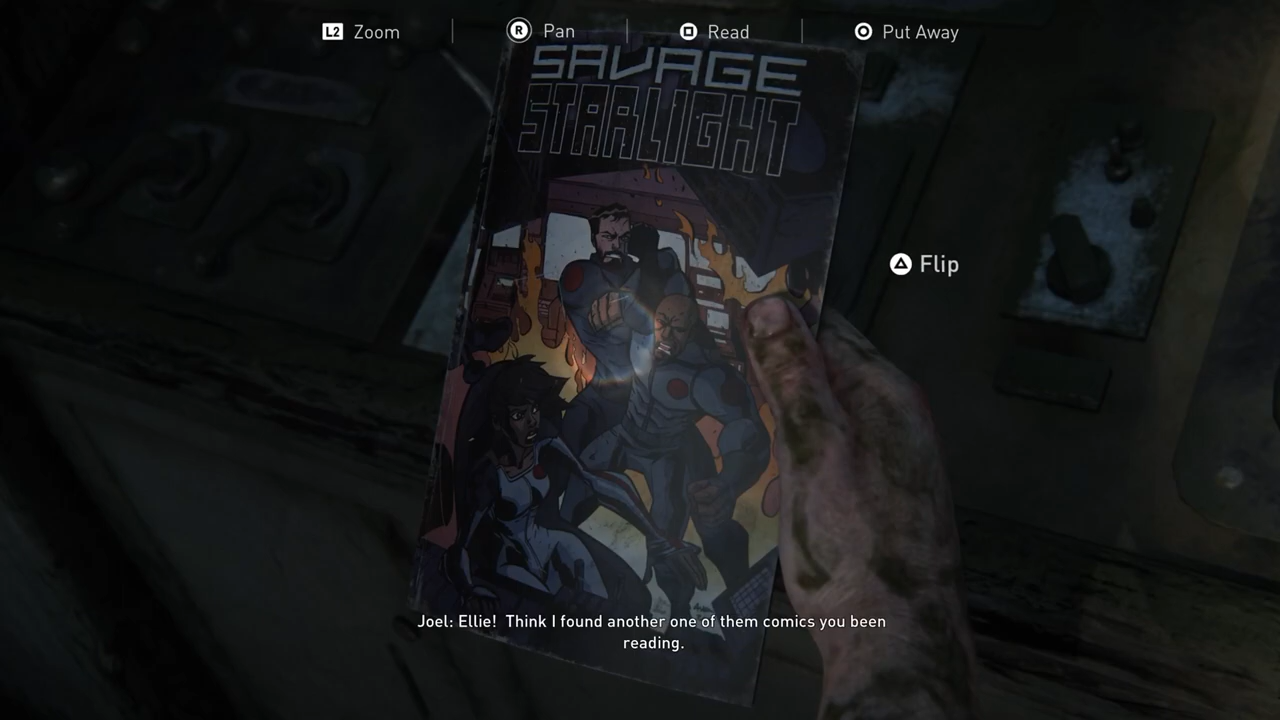 L2 Zoom
R Pan
Read
Put Away
SAVAGE
STARLIGHT
Flip
Joel: Ellie!  Think I found another one of them comics you been
reading.